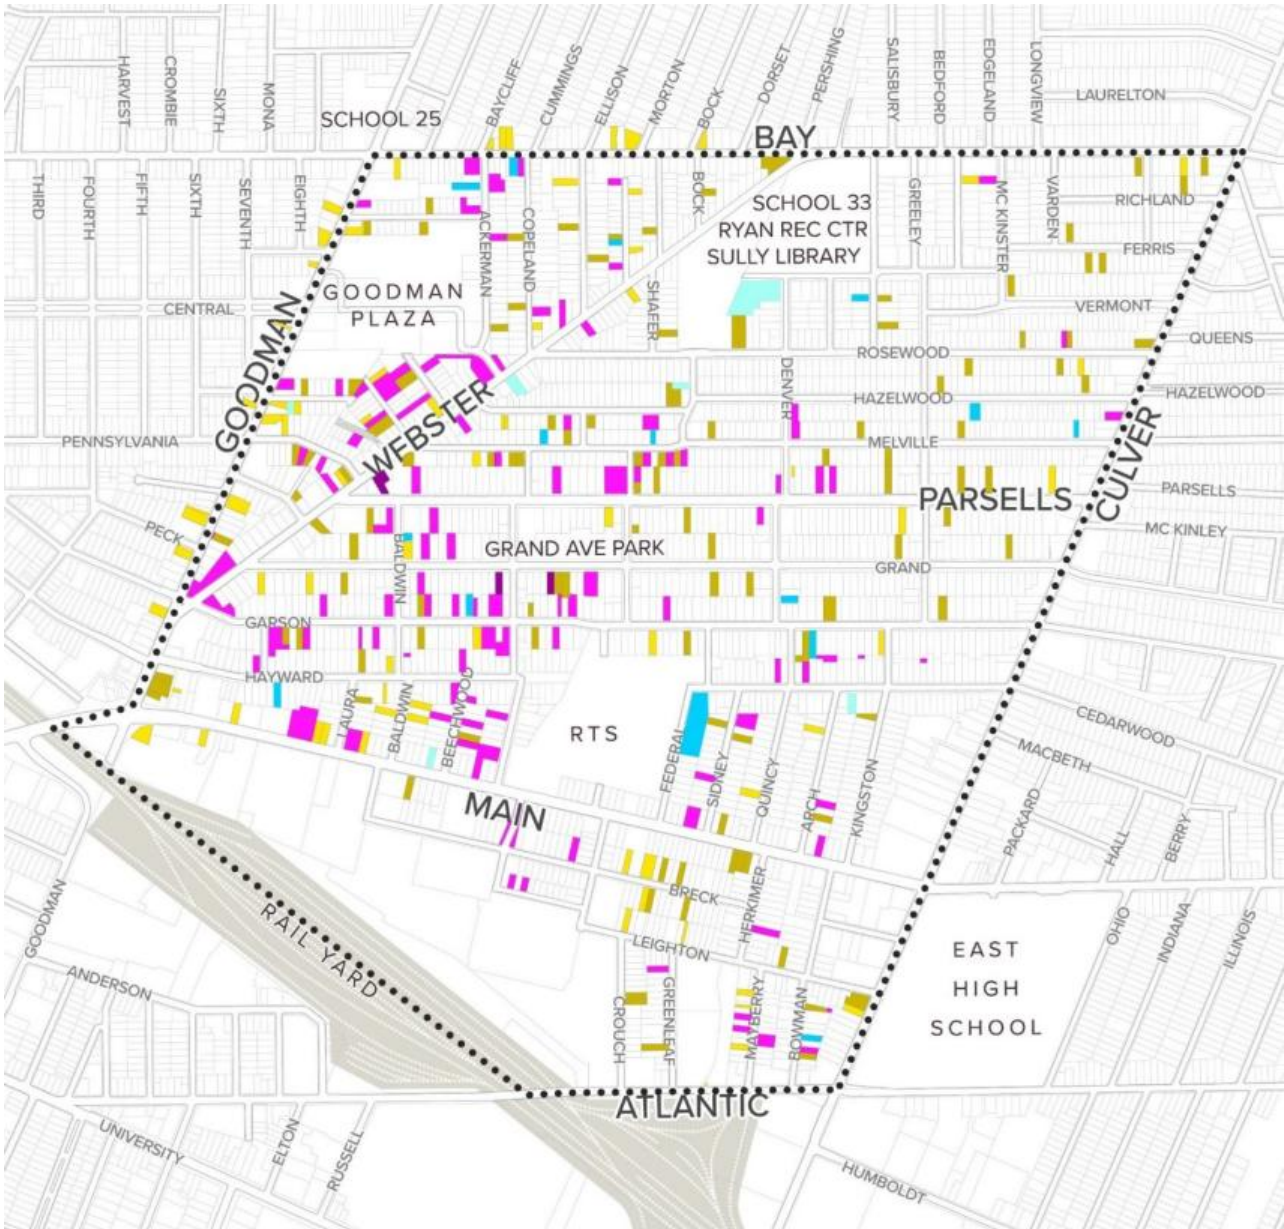 HARVEST
CROMBIE
SIXTH
MONA
SCHOOL 25
BAYCLIFF
CUMMINGS
ELLISON
MORTON
BOCK
DORSET
PERSHING
SALISBURY
BEDFORD
EDGELAND
LONGVIEW
LAURELTON
BAY
THIRD
FOURTH
FIFTH
SIXTH
SEVENTH
EIGHTH
ACKERMAN
COPELAND
BOCK
SCHOOL 33
RYAN REC CTR
SULLY LIBRARY
GREELEY
MC KINSTER
VARDEN
RICHLAND
FERRIS
CENTRAL
GOODMAN
PLAZA
SHAFER
VERMONT
GOODMAN
ROSEWOOD
QUEENS
DENVER
HAZELWOOD
HAZELWOOD
WEBSTER
PENNSYLVANIA
MELVILLE
CULVER
PARSELLS
PARSELLS
PECK
BALDWIN
GRAND AVE PARK
MC KINLEY
GRAND
GARSON
HAYWARD
LAURA
BALDWIN
BEECHWOOD
RTS
FEDERAL
SIDNEY
QUINCY
ARCH
KINGSTON
CEDARWOOD
MACBETH
PACKARD
HALL
BERRY
MAIN
BRECK
HERKIMER
LEIGHTON
GOODMAN
RAIL YARD
ANDERSON
CROUCH
GREENLEAF
MAYBERRY
BOWMAN
EAST
HIGH
SCHOOL
OHIO
INDIANA
ILLINOIS
ATLANTIC
UNIVERSITY
ELTON
RUSSELL
HUMBOLDT